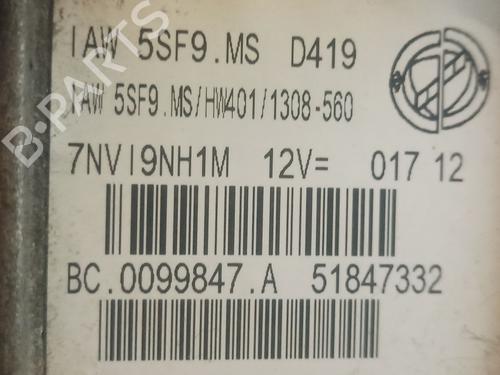 IAW 5SF9.MS D419
IAW 5SF9.MS/HW401/1308-560
7NVI9NH1M 12V= 017 12
BC.0099847.A 51847332
B-PARTS